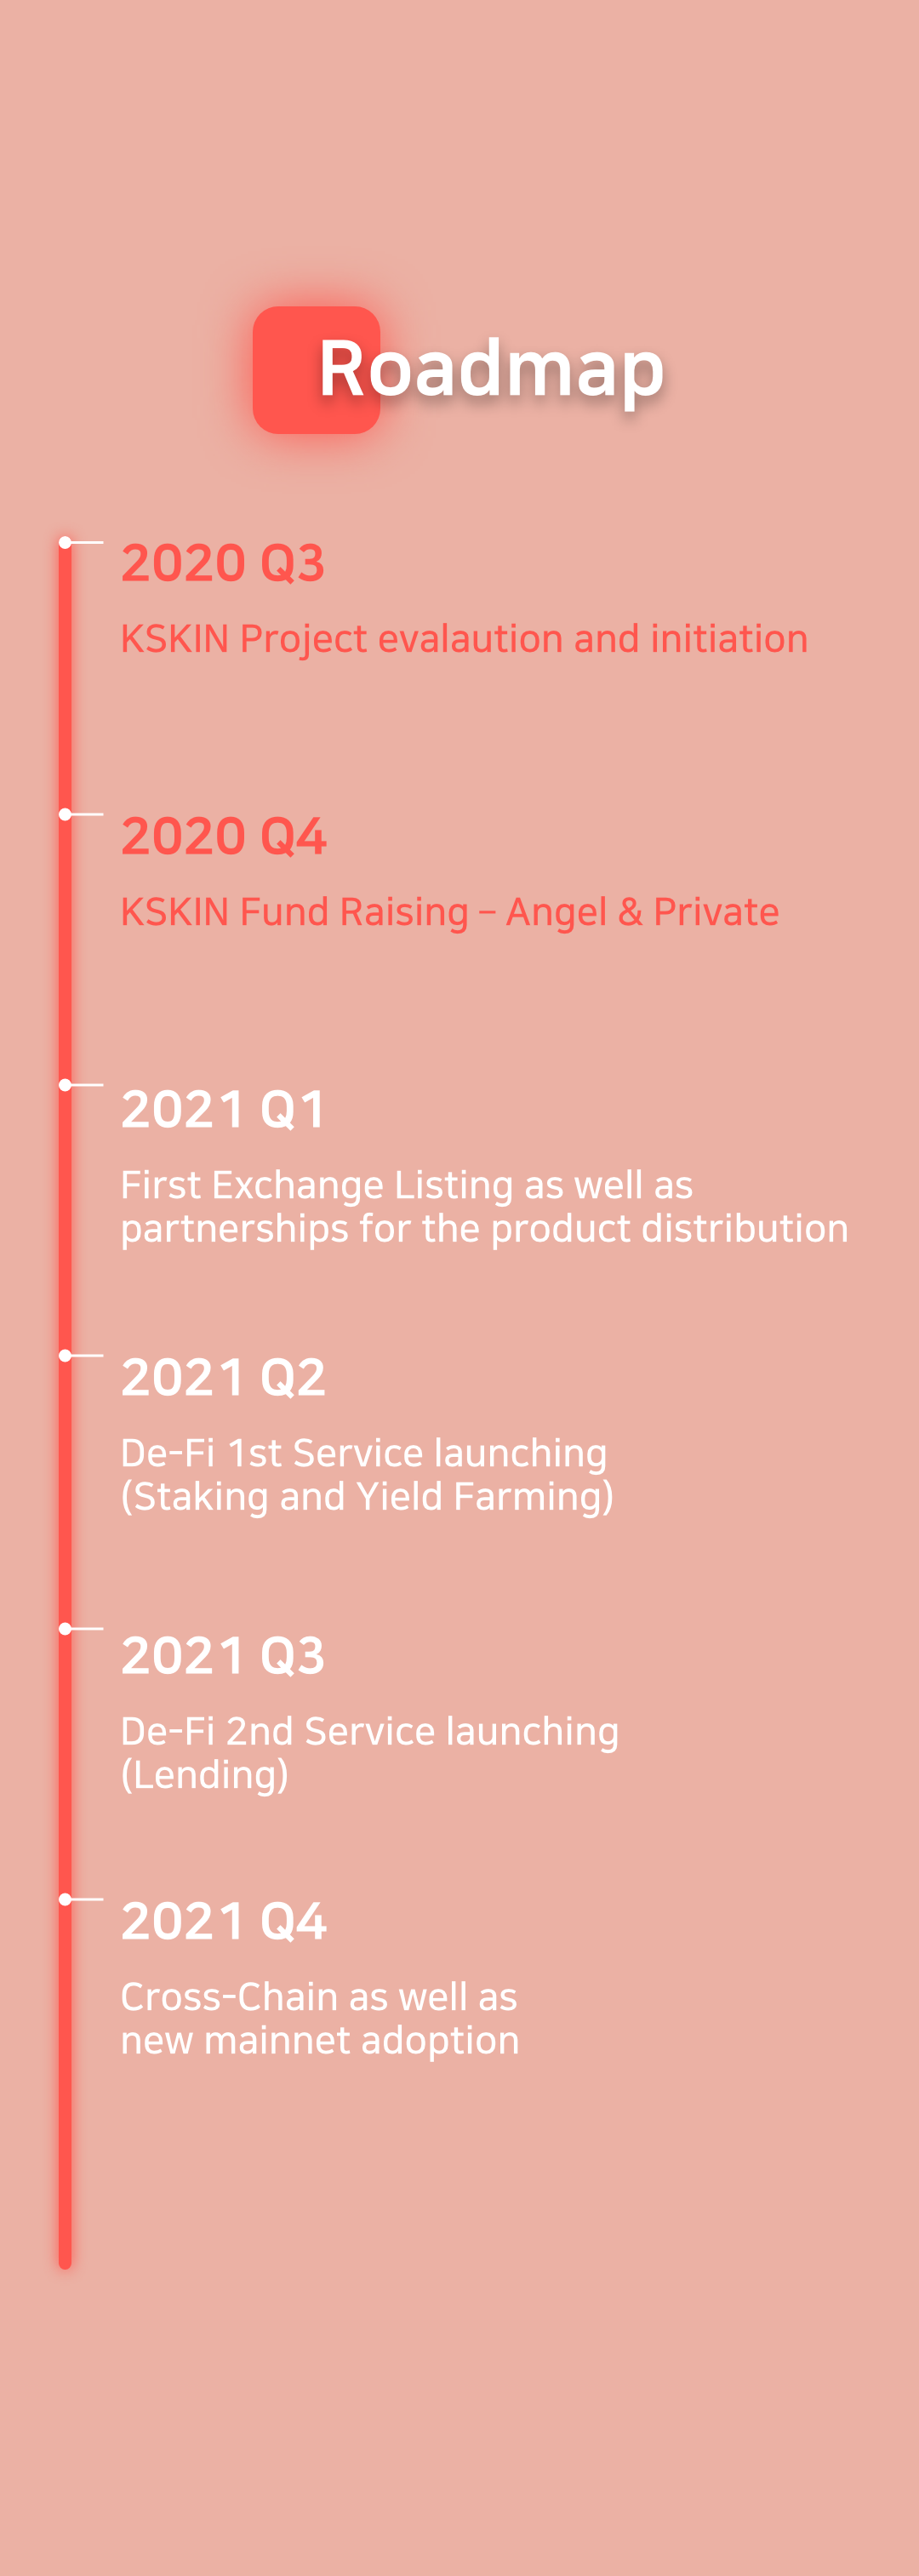 Roadmap
2020 Q3
KSKIN Project evalaution and initiation
2020 Q4
KSKIN Fund Raising – Angel & Private
2021 Q1
First Exchange Listing as well as
partnerships for the product distribution
2021 Q2
De-Fi 1st Service launching
(Staking and Yield Farming)
2021 Q3
De-Fi 2nd Service launching
(Lending)
2021 Q4
Cross-Chain as well as
new mainnet adoption